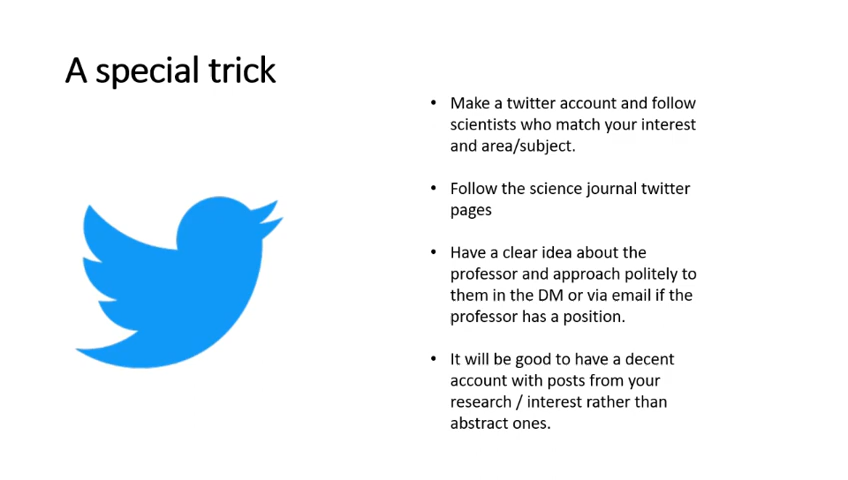 A special trick
• Make a twitter account and follow
scientists who match your interest
and area/subject.
• Follow the science journal twitter
pages
• Have a clear idea about the
professor and approach politely to
them in the DM or via email if the
professor has a position.
• It will be good to have a decent
account with posts from your
research / interest rather than
abstract ones.